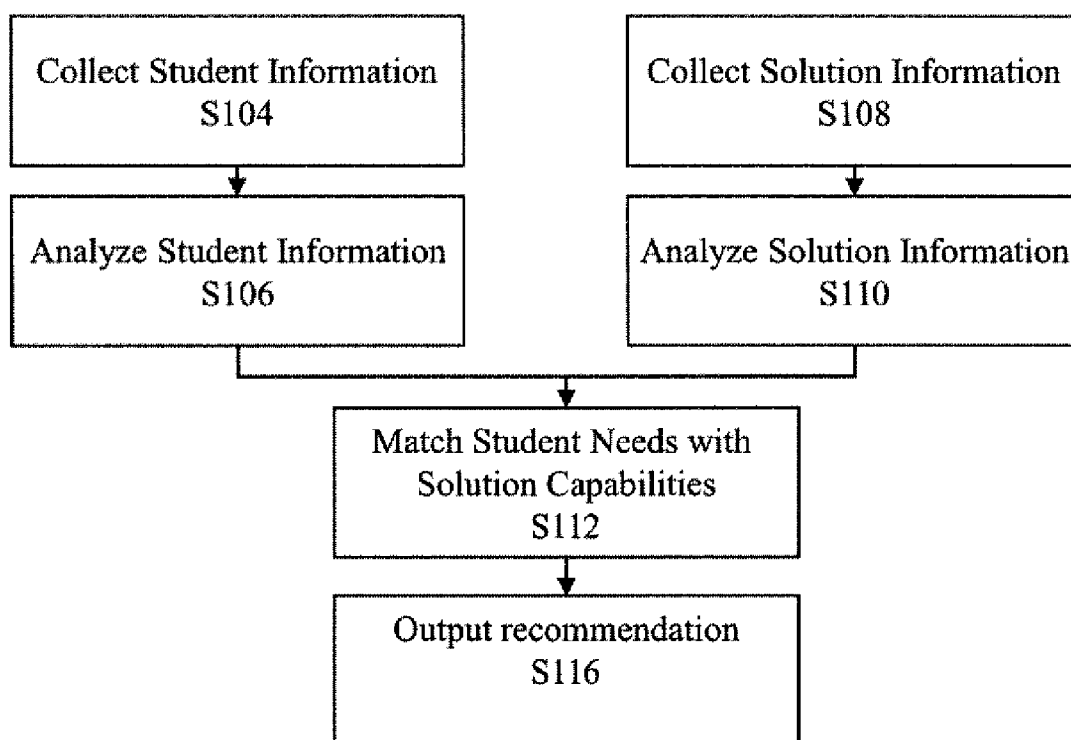 Collect Student Information
S104
Collect Solution Information
S108
Analyze Student Information
S106
Analyze Solution Information
S110
Match Student Needs with
Solution Capabilities
S112
Output recommendation
S116